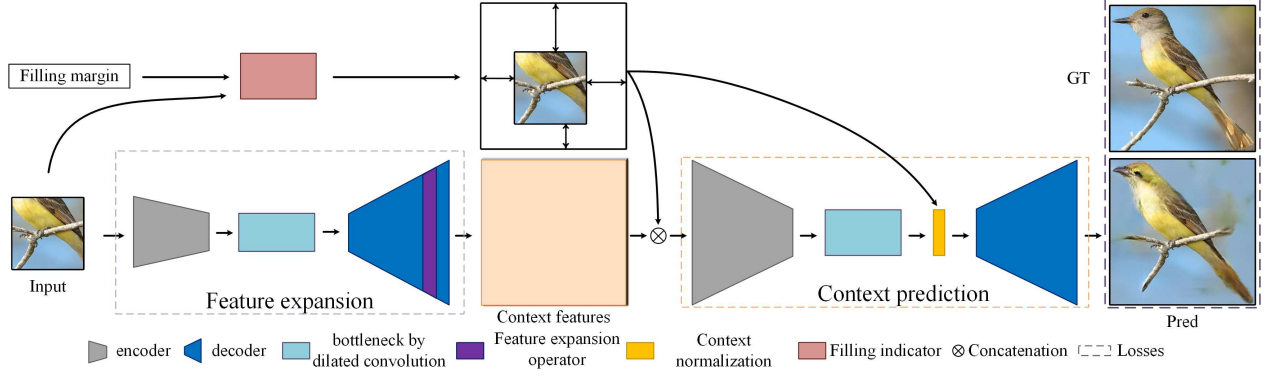 Filling margin
GT
Input
Feature expansion
Context features
Context prediction
Pred
encoder
decoder
bottleneck by
dilated convolution
Feature expansion
operator
Context
normalization
Filling indicator
Concatenation
Losses